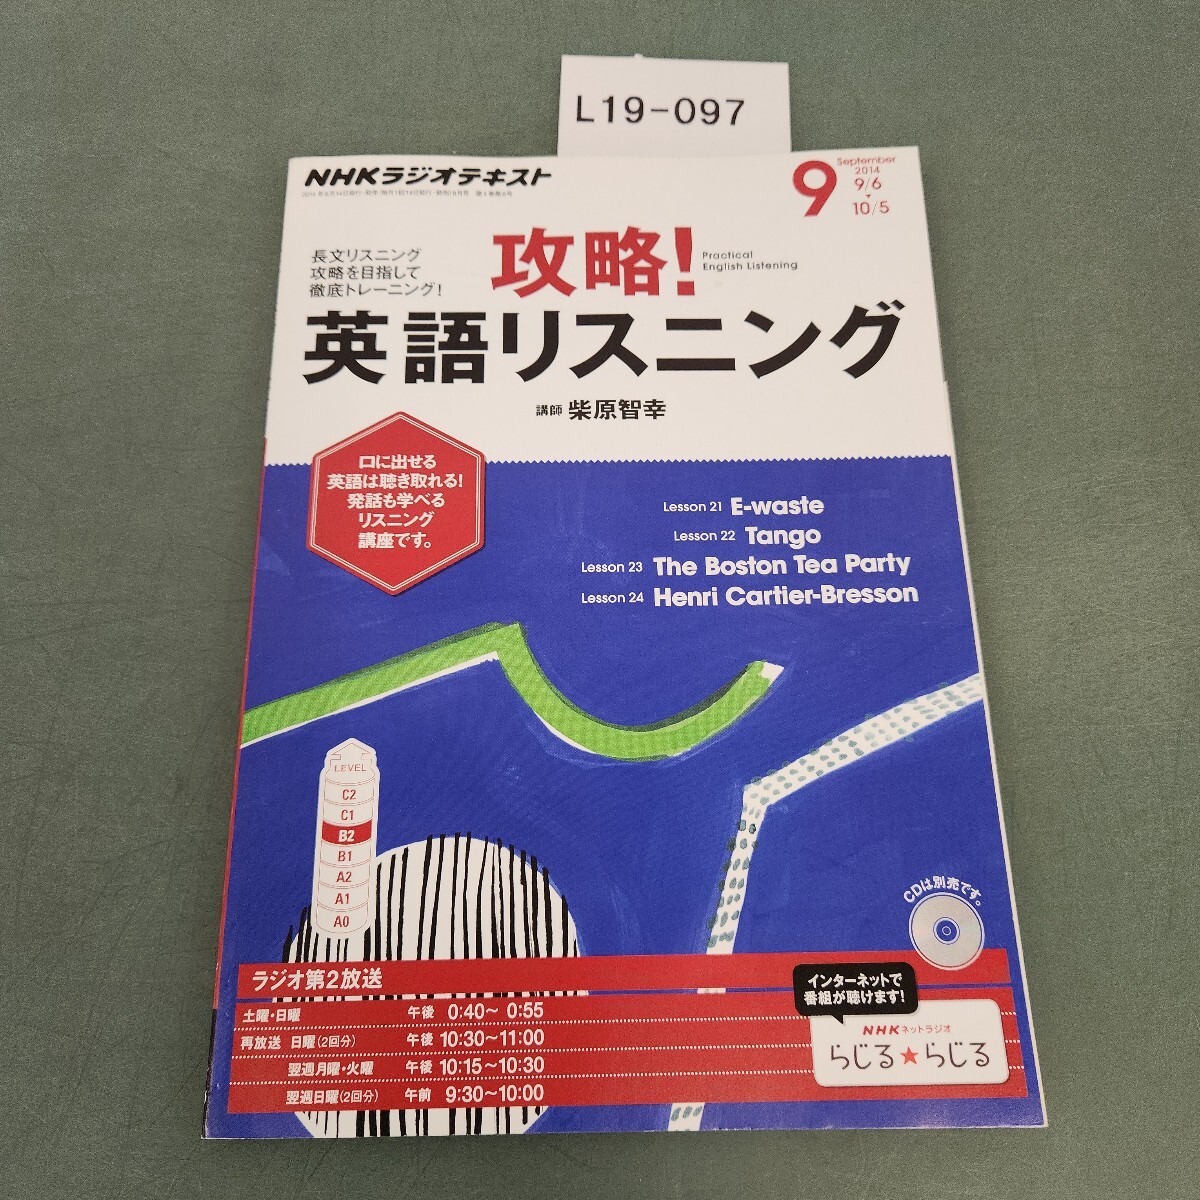 L19-097
NHKラジオテキスト
9
September
2014
9/6
▼
10/5
長文リスニング
攻略を目指して
徹底トレーニング!
攻略!
Practical
English Listening
英語リスニング
講師 柴原智幸
口に出せる
英語は聴き取れる!
発話も学べる
リスニング
講座です。
Lesson 21 E-waste
Lesson 22 Tango
Lesson 23 The Boston Tea Party
Lesson 24 Henri Cartier-Bresson
LEVEL
C2
C1
B2
B1
A2
A1
A0
CDは別売です。
ラジオ第2放送
土曜・日曜 午後 0:40~ 0:55
再放送 日曜(2回分) 午後 10:30~11:00
翌週月曜・火曜 午後 10:15~10:30
翌週日曜(2回分) 午前 9:30~10:00
インターネットで
番組が聴けます!
NHKネットラジオ
らじる★らじる